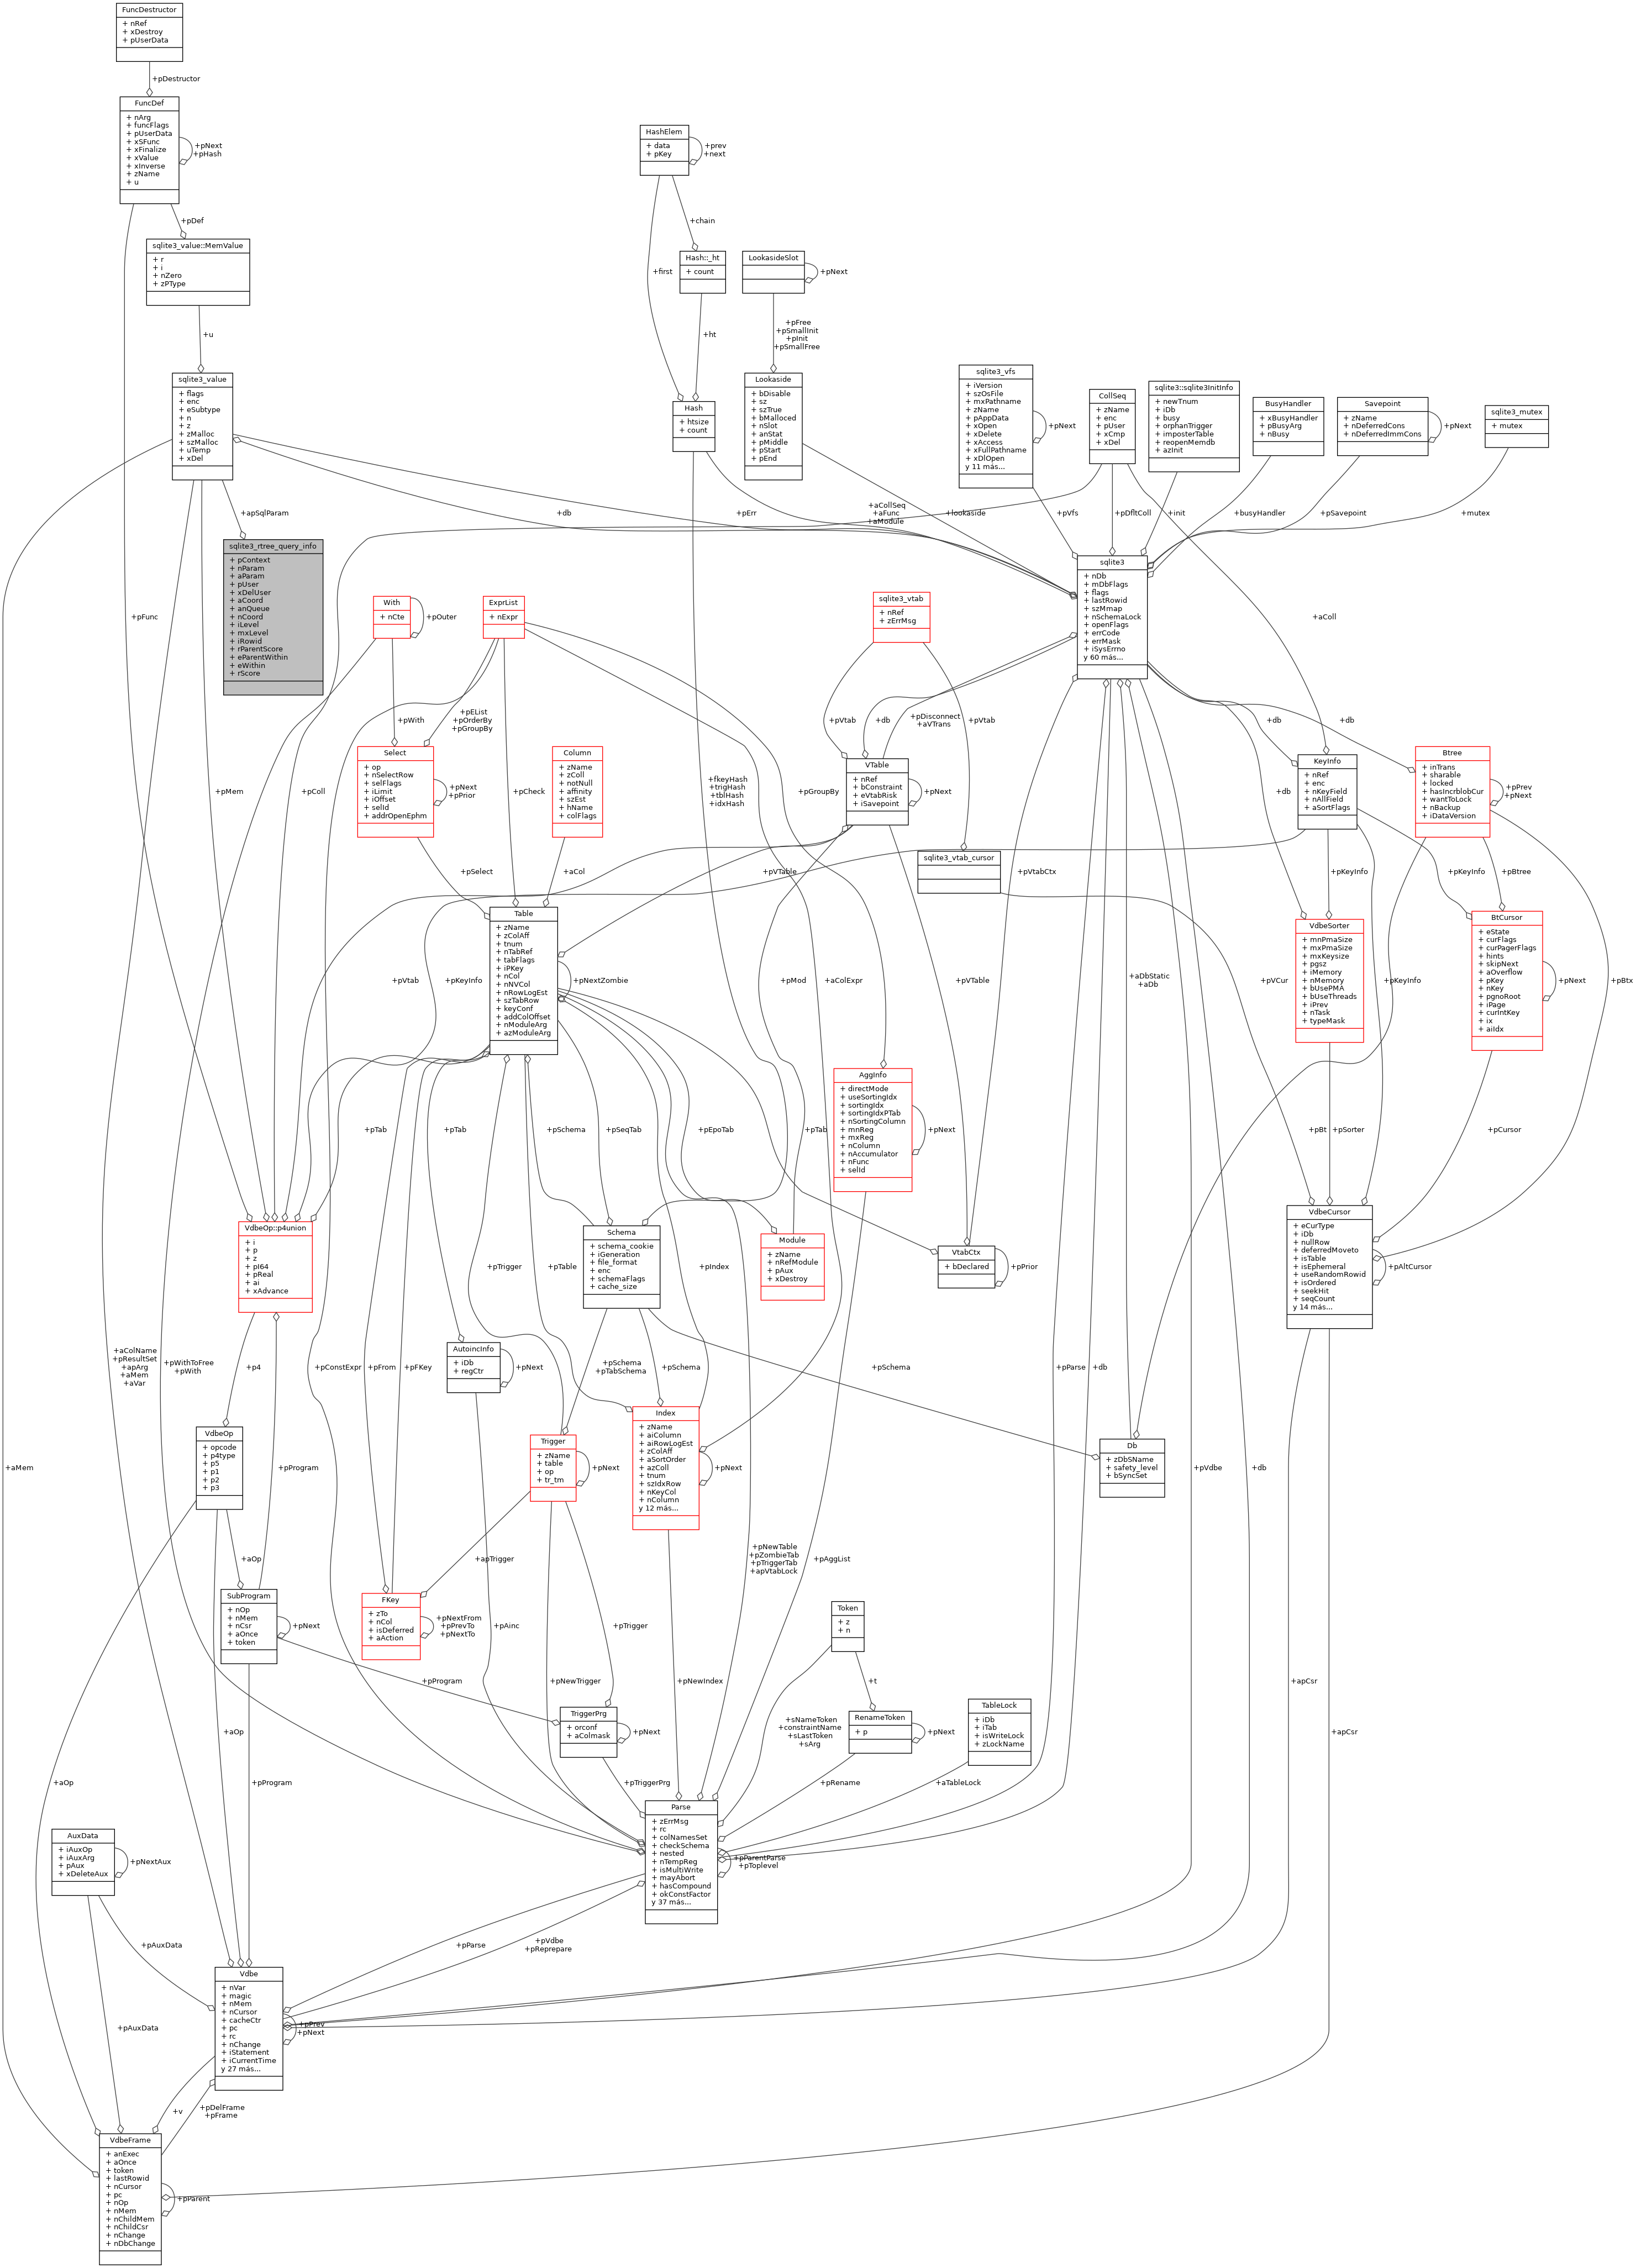 FuncDestructor
+ nRef
+ xDestroy
+ pUserData
+pDestructor
FuncDef
+ nArg
+ funcFlags
+ pUserData
+ xSFunc
+ xFinalize
+ xValue
+ xInverse
+ zName
+ u
+pNext
+pHash
+pDef
sqlite3_value::MemValue
+ r
+ i
+ nZero
+ zPType
+u
sqlite3_value
+ flags
+ enc
+ eSubtype
+ n
+ z
+ zMalloc
+ szMalloc
+ uTemp
+ xDel
+apSqlParam
sqlite3_rtree_query_info
+ pContext
+ nParam
+ aParam
+ pUser
+ xDelUser
+ aCoord
+ anQueue
+ nCoord
+ iLevel
+ mxLevel
+ iRowid
+ rParentScore
+ eParentWithin
+ eWithin
+ rScore
HashElem
+ data
+ pKey
+prev
+next
+chain
+first
Hash::_ht
+ count
+ht
Hash
+ htsize
+ count
LookasideSlot
+pNext
+pFree
+pSmallInit
+pInit
+pSmallFree
Lookaside
+ bDisable
+ sz
+ szTrue
+ bMalloced
+ nSlot
+ anStat
+ pMiddle
+ pStart
+ pEnd
sqlite3_vfs
+ iVersion
+ szOsFile
+ mxPathname
+ zName
+ pAppData
+ xOpen
+ xDelete
+ xAccess
+ xFullPathname
+ xDlOpen
y 11 más...
+pNext
CollSeq
+ zName
+ enc
+ pUser
+ xCmp
+ xDel
sqlite3::sqlite3InitInfo
+ newTnum
+ iDb
+ busy
+ orphanTrigger
+ imposterTable
+ reopenMemdb
+ azInit
BusyHandler
+ xBusyHandler
+ pBusyArg
+ nBusy
Savepoint
+ zName
+ nDeferredCons
+ nDeferredImmCons
+pNext
sqlite3_mutex
+ mutex
+db
+pErr
+aCollSeq
+aFunc
+aModule
+lookaside
+pVfs
+pDfltColl
+init
+busyHandler
+pSavepoint
+mutex
sqlite3
+ nDb
+ mDbFlags
+ flags
+ lastRowid
+ szMmap
+ nSchemaLock
+ openFlags
+ errCode
+ errMask
+ iSysErrno
y 60 más...
+pFunc
With
+ nCte
+pOuter
ExprList
+ nExpr
sqlite3_vtab
+ nRef
+ zErrMsg
+aColl
+pWith
+pEList
+pOrderBy
+pGroupBy
+pVtab
+db
+pDisconnect
+aVTrans
+pVtab
+db
+db
Select
+ op
+ nSelectRow
+ selFlags
+ iLimit
+ iOffset
+ selId
+ addrOpenEphm
+pNext
+pPrior
Column
+ zName
+ zColl
+ notNull
+ affinity
+ szEst
+ hName
+ colFlags
VTable
+ nRef
+ bConstraint
+ eVtabRisk
+ iSavepoint
+pNext
KeyInfo
+ nRef
+ enc
+ nKeyField
+ nAllField
+ aSortFlags
Btree
+ inTrans
+ sharable
+ locked
+ hasIncrblobCur
+ wantToLock
+ nBackup
+ iDataVersion
+pPrev
+pNext
+pMem
+pColl
+pCheck
+fkeyHash
+trigHash
+tblHash
+idxHash
+pGroupBy
+db
sqlite3_vtab_cursor
+pSelect
+aCol
+pVTable
+pVtabCtx
+pKeyInfo
+pKeyInfo
+pBtree
Table
+ zName
+ zColAff
+ tnum
+ nTabRef
+ tabFlags
+ iPKey
+ nCol
+ nNVCol
+ nRowLogEst
+ szTabRow
+ keyConf
+ addColOffset
+ nModuleArg
+ azModuleArg
+pNextZombie
VdbeSorter
+ mnPmaSize
+ mxPmaSize
+ mxKeysize
+ pgsz
+ iMemory
+ nMemory
+ bUsePMA
+ bUseThreads
+ iPrev
+ nTask
+ typeMask
BtCursor
+ eState
+ curFlags
+ curPagerFlags
+ hints
+ skipNext
+ aOverflow
+ pKey
+ nKey
+ pgnoRoot
+ iPage
+ curIntKey
+ ix
+ aiIdx
+pNext
+pVtab
+pKeyInfo
+pMod
+aColExpr
+pVTable
+aDbStatic
+aDb
+pVCur
+pKeyInfo
+pBtx
AggInfo
+ directMode
+ useSortingIdx
+ sortingIdx
+ sortingIdxPTab
+ nSortingColumn
+ mnReg
+ mxReg
+ nColumn
+ nAccumulator
+ nFunc
+ selId
+pNext
+pTab
+pTab
+pSchema
+pSeqTab
+pEpoTab
+pTab
+pBt
+pSorter
+pCursor
VdbeOp::p4union
+ i
+ p
+ z
+ pI64
+ pReal
+ ai
+ xAdvance
+pTrigger
+pTable
Schema
+ schema_cookie
+ iGeneration
+ file_format
+ enc
+ schemaFlags
+ cache_size
+pIndex
Module
+ zName
+ nRefModule
+ pAux
+ xDestroy
VtabCtx
+ bDeclared
+pPrior
VdbeCursor
+ eCurType
+ iDb
+ nullRow
+ deferredMoveto
+ isTable
+ isEphemeral
+ useRandomRowid
+ isOrdered
+ seekHit
+ seqCount
y 14 más...
+pAltCursor
+aMem
+aColName
+pResultSet
+apArg
+aMem
+aVar
+pWithToFree
+pWith
+p4
+pProgram
+pConstExpr
+pFrom
+pFKey
AutoincInfo
+ iDb
+ regCtr
+pNext
+pSchema
+pTabSchema
+pSchema
+pSchema
+pParse
+db
VdbeOp
+ opcode
+ p4type
+ p5
+ p1
+ p2
+ p3
Trigger
+ zName
+ table
+ op
+ tr_tm
+pNext
Index
+ zName
+ aiColumn
+ aiRowLogEst
+ zColAff
+ aSortOrder
+ azColl
+ tnum
+ szIdxRow
+ nKeyCol
+ nColumn
y 12 más...
+pNext
Db
+ zDbSName
+ safety_level
+ bSyncSet
+pVdbe
+db
+aOp
+apTrigger
+pNewTable
+pZombieTab
+pTriggerTab
+apVtabLock
+pAggList
SubProgram
+ nOp
+ nMem
+ nCsr
+ aOnce
+ token
+pNext
FKey
+ zTo
+ nCol
+ isDeferred
+ aAction
+pNextFrom
+pPrevTo
+pNextTo
+pAinc
+pTrigger
Token
+ z
+ n
+pProgram
+pNewTrigger
+pNewIndex
+t
+apCsr
TriggerPrg
+ orconf
+ aColmask
+pNext
+sNameToken
+constraintName
+sLastToken
+sArg
RenameToken
+ p
+pNext
TableLock
+ iDb
+ iTab
+ isWriteLock
+ zLockName
+aOp
+apCsr
+aOp
+pProgram
+pTriggerPrg
+pRename
+aTableLock
Parse
+ zErrMsg
+ rc
+ colNamesSet
+ checkSchema
+ nested
+ nTempReg
+ isMultiWrite
+ mayAbort
+ hasCompound
+ okConstFactor
y 37 más...
+pParentParse
+pToplevel
AuxData
+ iAuxOp
+ iAuxArg
+ pAux
+ xDeleteAux
+pNextAux
+pAuxData
+pParse
+pVdbe
+pReprepare
Vdbe
+ nVar
+ magic
+ nMem
+ nCursor
+ cacheCtr
+ pc
+ rc
+ nChange
+ iStatement
+ iCurrentTime
y 27 más...
+pPrev
+pNext
+pAuxData
+v
+pDelFrame
+pFrame
VdbeFrame
+ anExec
+ aOnce
+ token
+ lastRowid
+ nCursor
+ pc
+ nOp
+ nMem
+ nChildMem
+ nChildCsr
+ nChange
+ nDbChange
+pParent